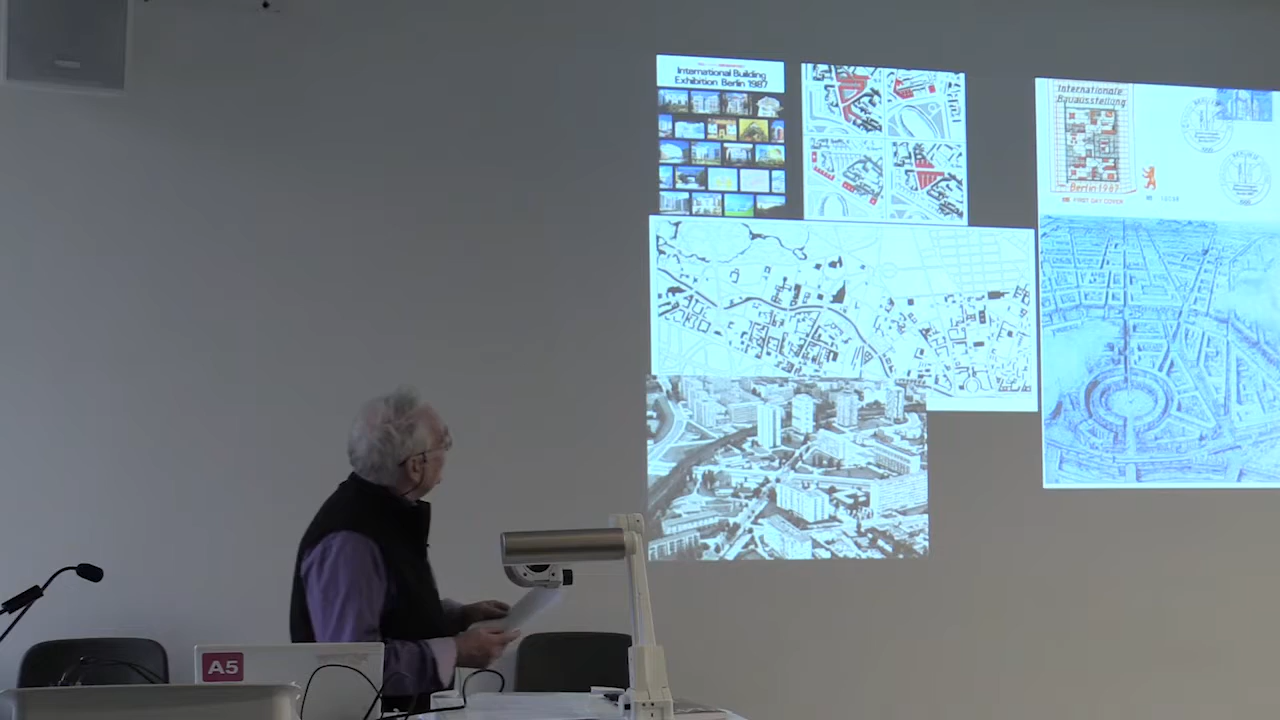 International Building
Exhibition Berlin 1987
Internationale
Bauausstellung
Berlin 1987
FIRST DAY COVER
A5